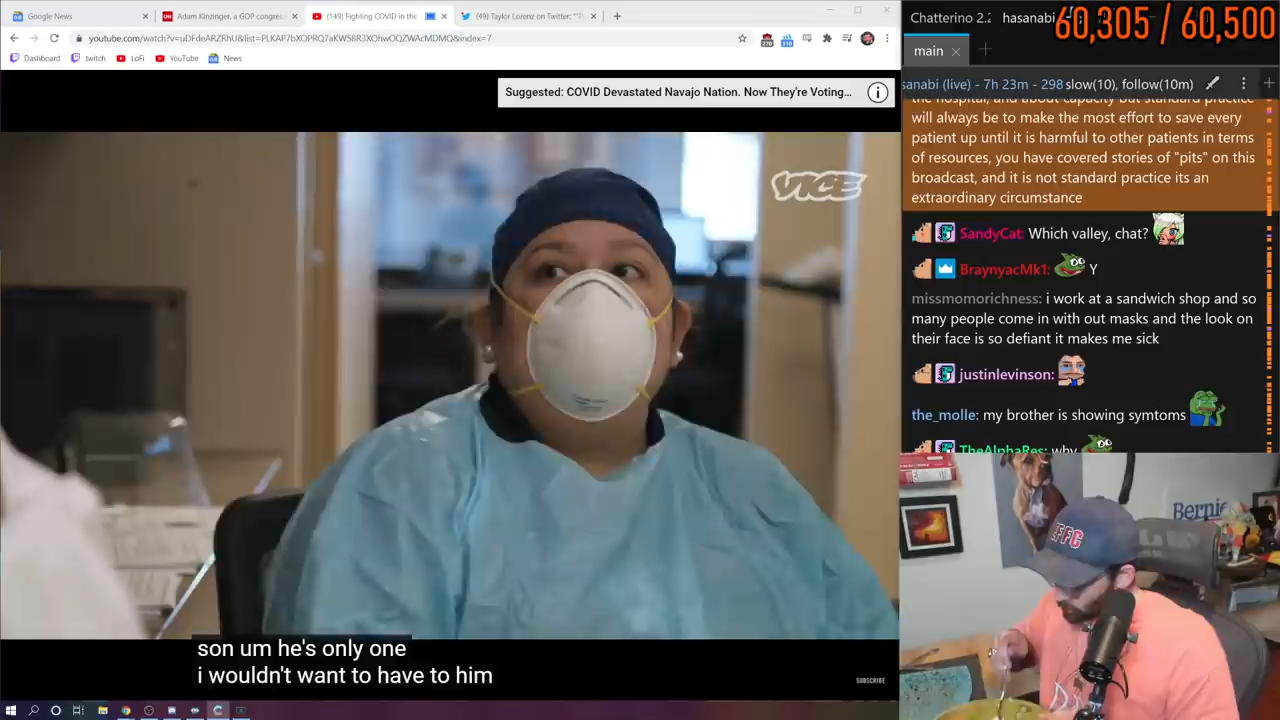 Google News
Adam Kinzinger, a GOP congres
(149) Fighting COVID in the
(49) Taylor Lorenz on Twitter: "“P
youtube.com/watch?v=uDFdeARZRhU&list=PLKAP7bXOPRQ7aKW58R3XOhwOQZWAcMDMQ&index=7
Dashboard
twitch
LoFi
YouTube
News
Suggested: COVID Devastated Navajo Nation. Now They're Voting...
VICE
son um he's only one
i wouldn't want to have to him
SUBSCRIBE
Chatterino 2.
hasanabi
60,305 / 60,500
main
sanabi (live) - 7h 23m - 298 slow(10), follow(10m)
the hospital, and about capacity but standard practice
will always be to make the most effort to save every
patient up until it is harmful to other patients in terms
of resources, you have covered stories of "pits" on this
broadcast, and it is not standard practice its an
extraordinary circumstance
SandyCat: Which valley, chat?
BraynyacMk1: Y
missmomorichness: i work at a sandwich shop and so
many people come in with out masks and the look on
their face is so defiant it makes me sick
justinlevinson:
the_molle: my brother is showing symtoms
TheAlphaRes: why
Bernie